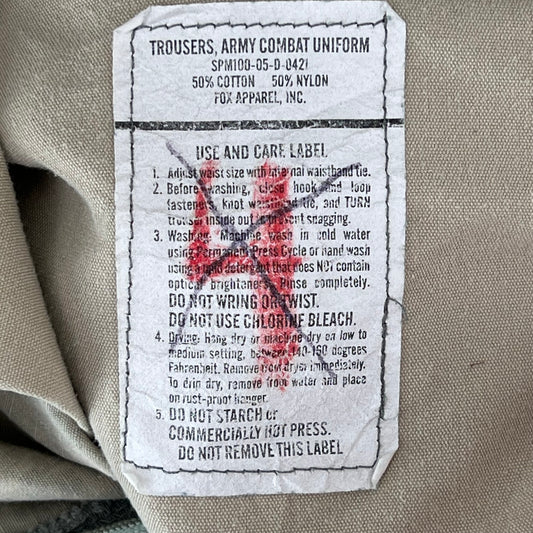 TROUSERS, ARMY COMBAT UNIFORM
SPM100-05-D-0421
50% COTTON 50% NYLON
FOX APPAREL, INC.
USE AND CARE LABEL
1. Adjust waist size with internal waistband tie.
2. Before washing, close hook and loop
fasteners, knot waistband tie, and TURN
trouser inside out to prevent snagging.
3. Washing: Machine wash in cold water
using Permanent Press Cycle or hand wash
using a mild detergent that does NOT contain
optical brighteners. Rinse completely.
DO NOT WRING OR TWIST.
DO NOT USE CHLORINE BLEACH.
4. Drying: Hang dry or machine dry on low to
medium setting, between 140-150 degrees
Fahrenheit. Remove from dryer immediately.
To drip dry, remove from water and place
on rust-proof hanger.
5. DO NOT STARCH or
COMMERCIALLY HOT PRESS.
DO NOT REMOVE THIS LABEL